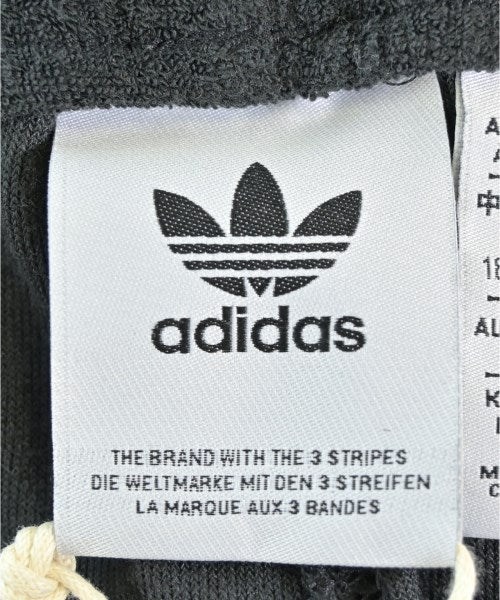 adidas
THE BRAND WITH THE 3 STRIPES
DIE WELTMARKE MIT DEN 3 STREIFEN
LA MARQUE AUX 3 BANDES